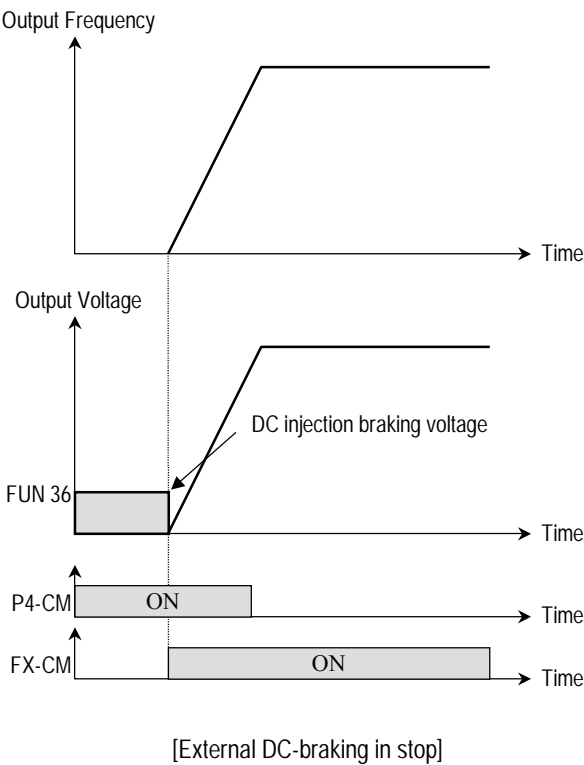 Output Frequency
Time
Output Voltage
DC injection braking voltage
FUN 36
Time
P4-CM
ON
Time
FX-CM
ON
Time
[External DC-braking in stop]